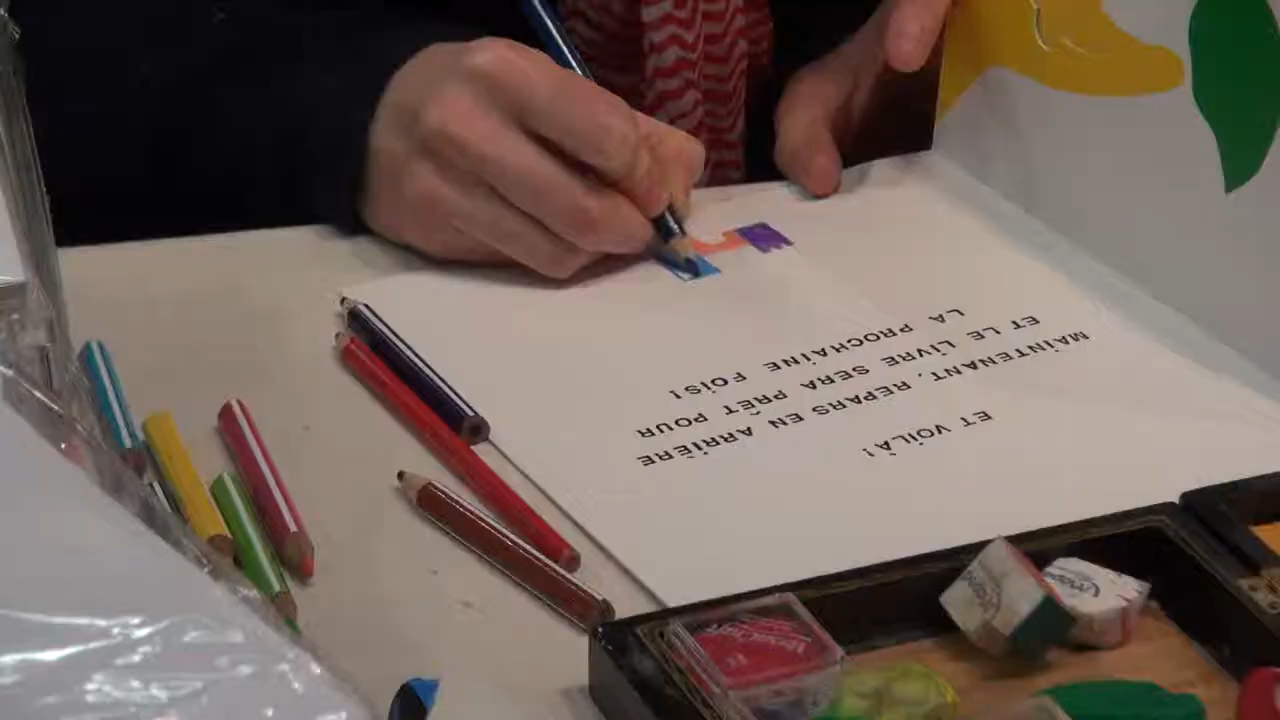 ET VOILÀ!
MAINTENANT, REPARS EN ARRIÈRE
ET LE LIVRE SERA PRÊT POUR
LA PROCHAINE FOIS!